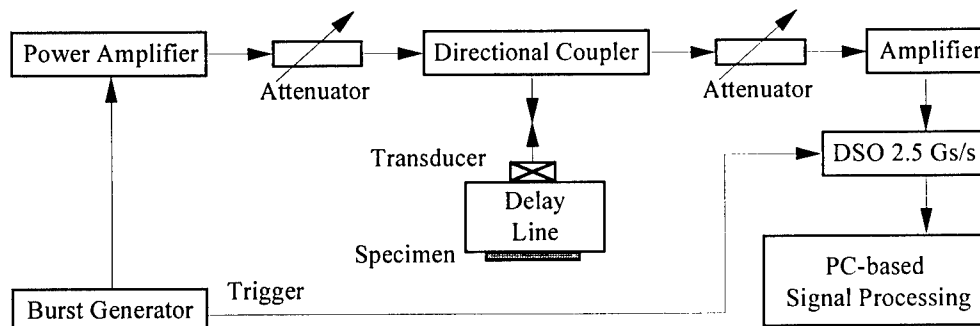 Power Amplifier
Attenuator
Directional Coupler
Attenuator
Amplifier
Transducer
DSO 2.5 Gs/s
Delay
Line
Specimen
PC-based
Signal Processing
Burst Generator
Trigger